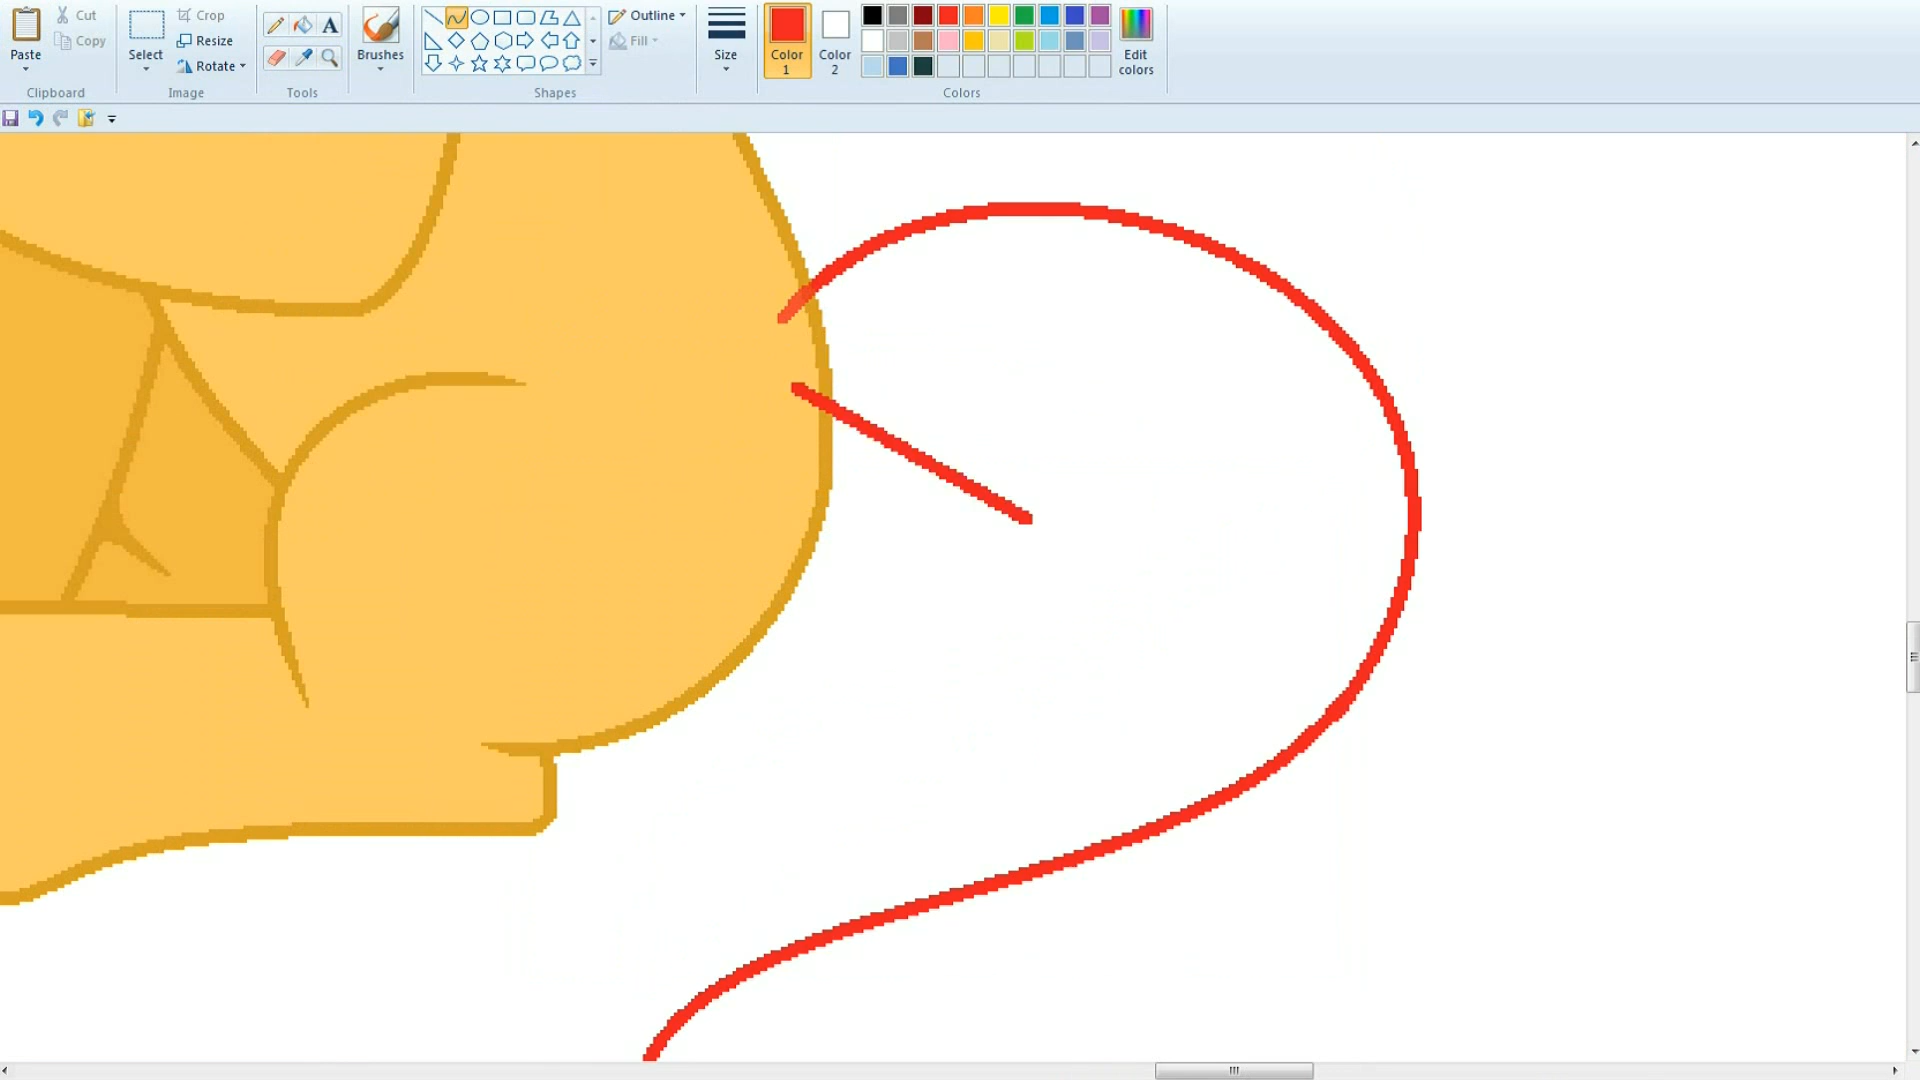 Paste
Cut
Copy
Clipboard
Select
Crop
Resize
Rotate
Image
A
Tools
Brushes
Shapes
Outline
Fill
Size
Color
1
Color
2
Edit
colors
Colors